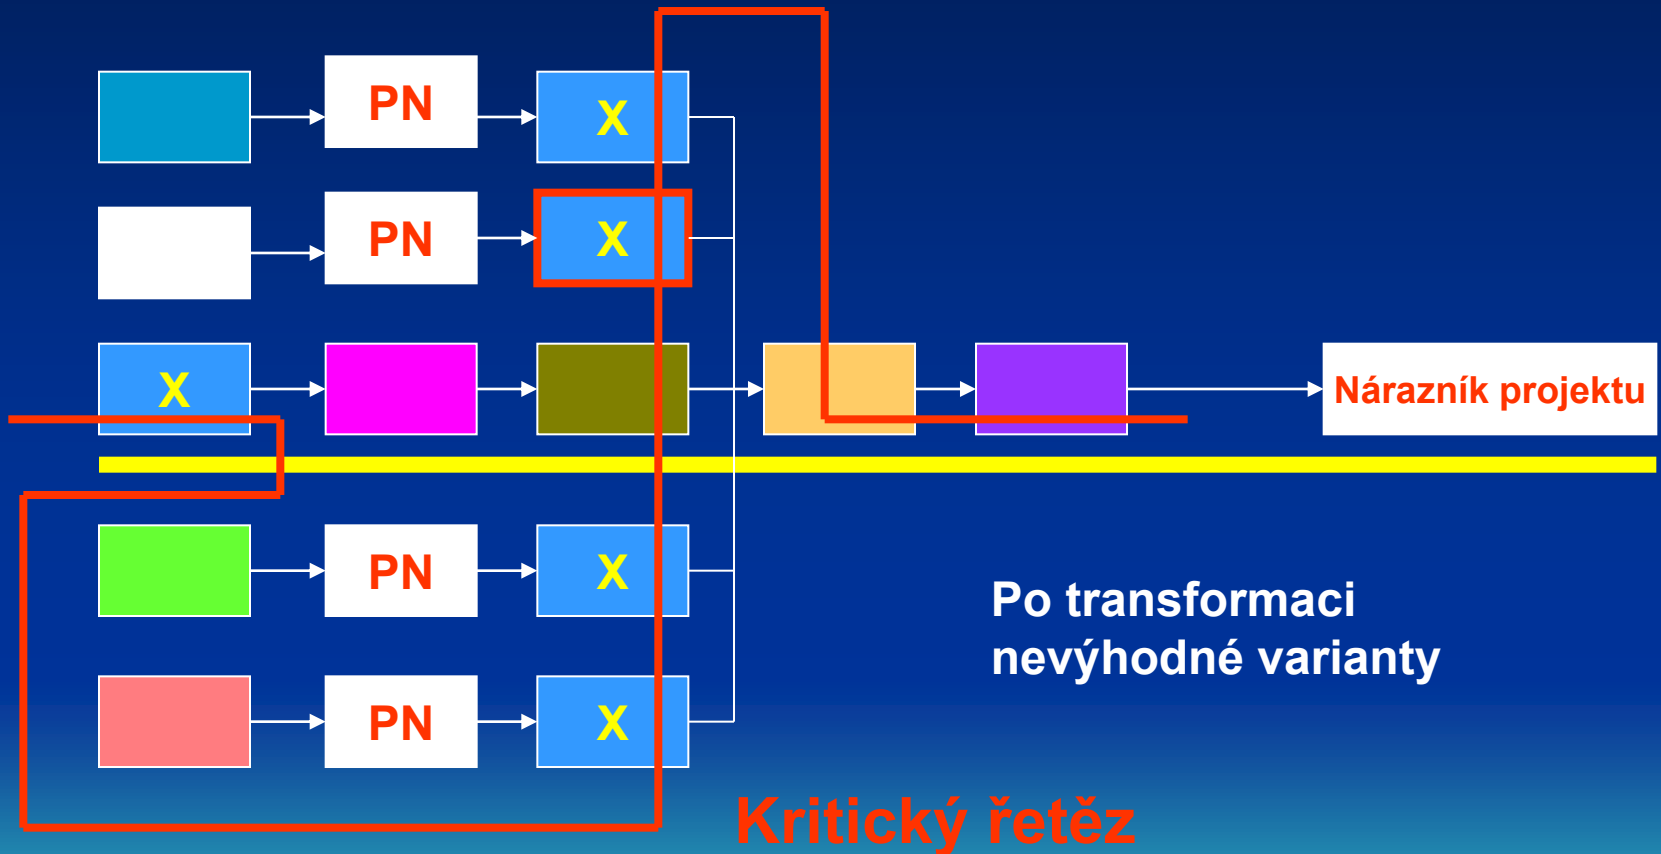 PN
X
PN
X
X
Nárazník projektu
PN
X
Po transformaci
nevýhodné varianty
PN
X
Kritický řetěz